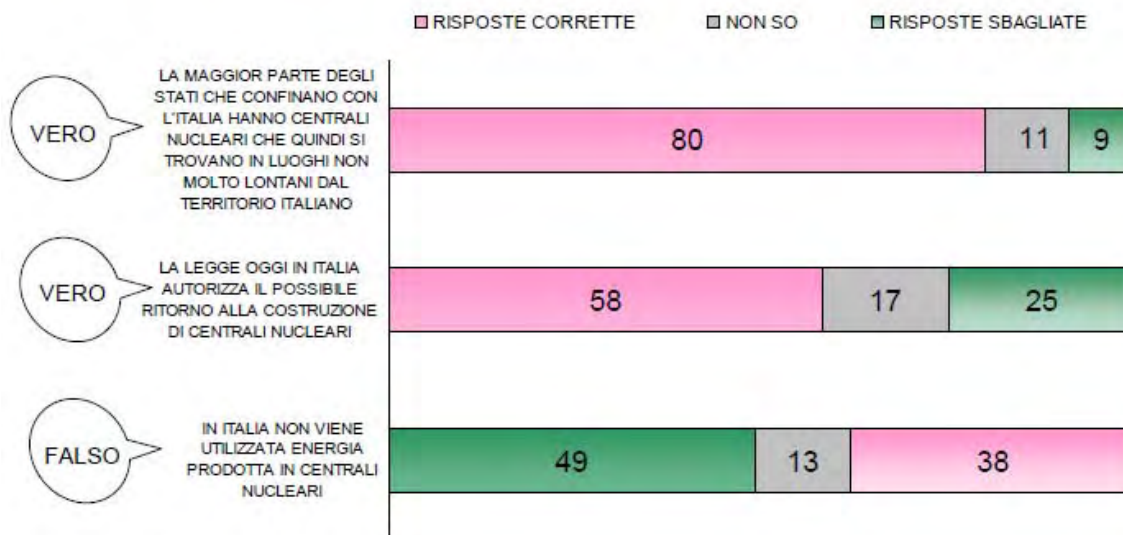 RISPOSTE CORRETTE NON SO RISPOSTE SBAGLIATE
VERO
LA MAGGIOR PARTE DEGLI
STATI CHE CONFINANO CON
L'ITALIA HANNO CENTRALI
NUCLEARI CHE QUINDI SI
TROVANO IN LUOGHI NON
MOLTO LONTANI DAL
TERRITORIO ITALIANO
80 11 9
VERO
LA LEGGE OGGI IN ITALIA
AUTORIZZA IL POSSIBILE
RITORNO ALLA COSTRUZIONE
DI CENTRALI NUCLEARI
58 17 25
FALSO
IN ITALIA NON VIENE
UTILIZZATA ENERGIA
PRODOTTA IN CENTRALI
NUCLEARI
49 13 38